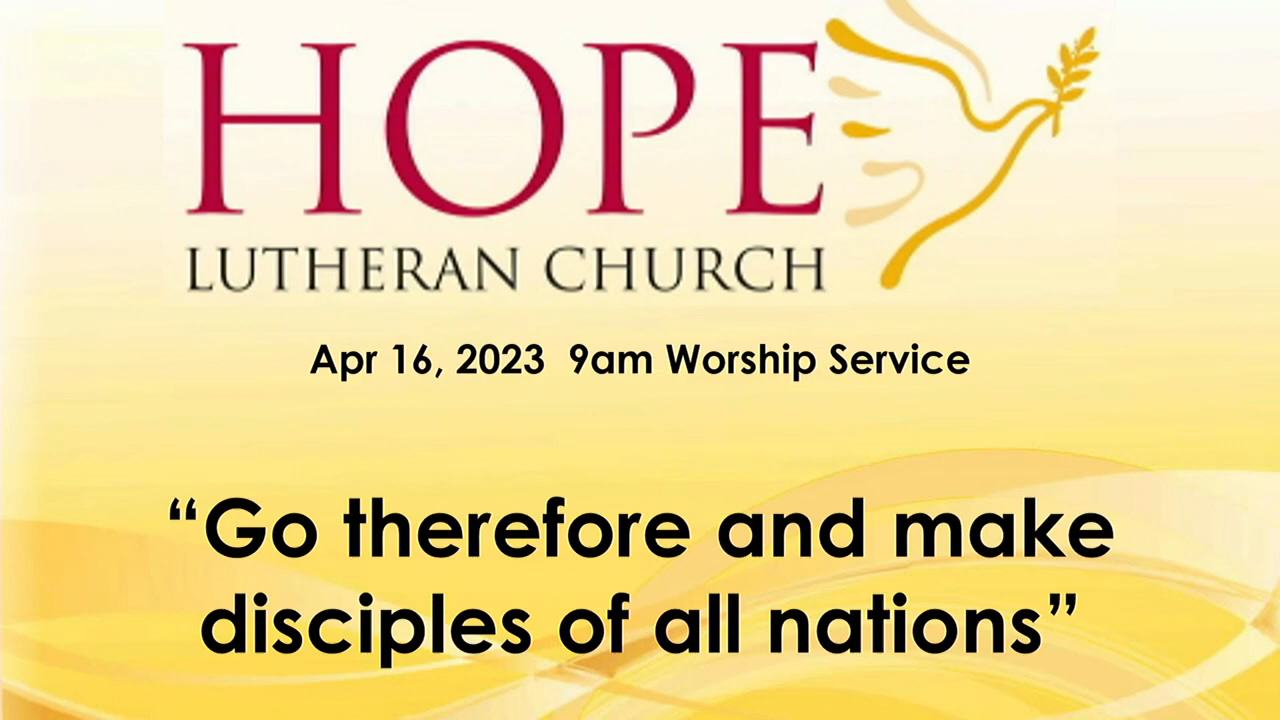 HOPE
LUTHERAN CHURCH
Apr 16, 2023  9am Worship Service
“Go therefore and make
disciples of all nations”